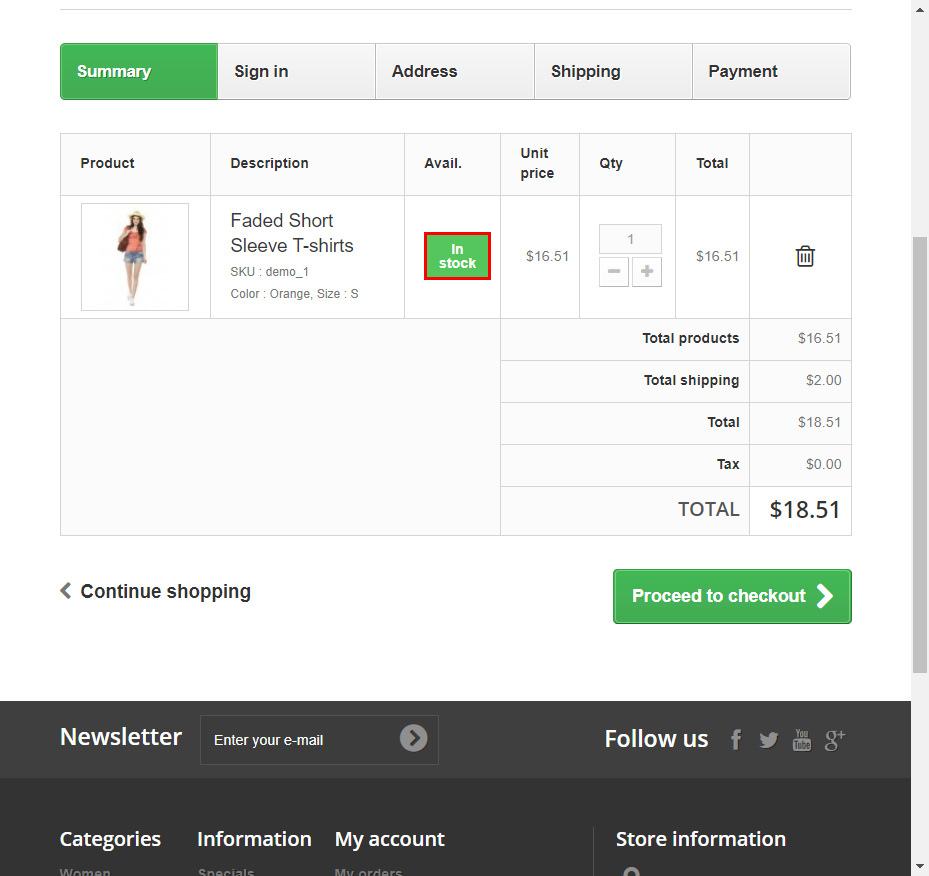 Summary
Sign in
Address
Shipping
Payment
Product
Description
Avail.
Unit
price
Qty
Total
Faded Short
Sleeve T-shirts
SKU : demo_1
Color : Orange, Size : S
In
stock
$16.51
1
$16.51
Total products
$16.51
Total shipping
$2.00
Total
$18.51
Tax
$0.00
TOTAL
$18.51
Continue shopping
Proceed to checkout
Newsletter
Enter your e-mail
Follow us
You
Tube
g+
Categories
Information
My account
Store information
Women
Specials
My orders